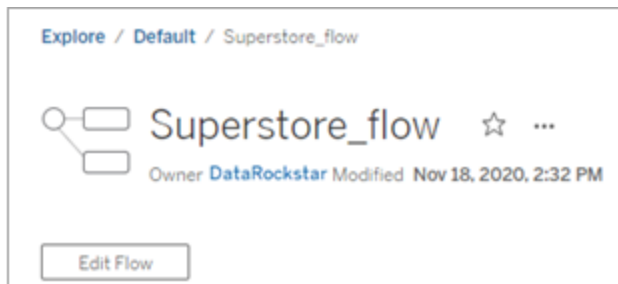 Explore / Default / Superstore_flow
Superstore_flow ☆ ...
Owner DataRockstar Modified Nov 18, 2020, 2:32 PM
Edit Flow